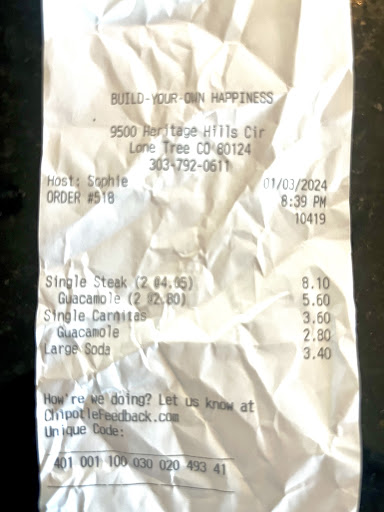 BUILD-YOUR-OWN HAPPINESS
9500 Heritage Hills Cir
Lone Tree CO 80124
303-792-0611
Host: Sophie 01/03/2024
ORDER #518 8:39 PM
10419
Single Steak (2 @4.05) 8.10
Guacamole (2 @2.80) 5.60
Single Carnitas 3.60
Guacamole 2.80
Large Soda 3.40
How're we doing? Let us know at
ChipotleFeedback.com
Unique Code:
401 001 100 030 020 493 41